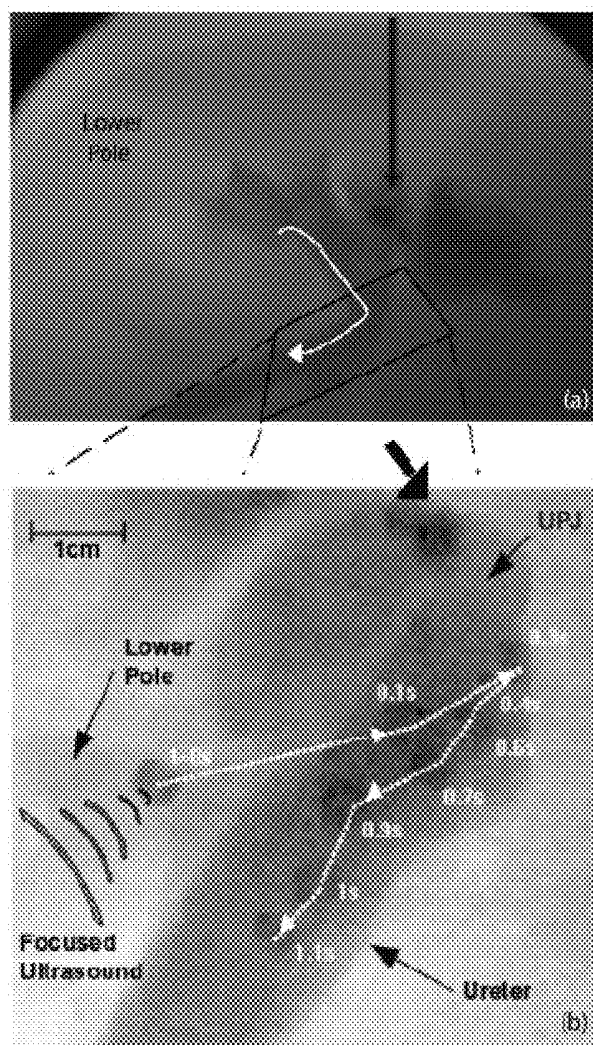 Lower
Pole
(a)
1cm
UPJ
Lower
Pole
0.1s
0.9s
1s
Focused
Ultrasound
Ureter
(b)